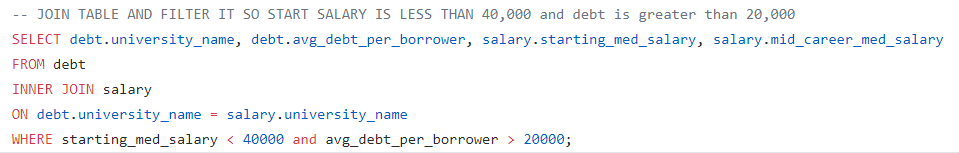 -- JOIN TABLE AND FILTER IT SO START SALARY IS LESS THAN 40,000 and debt is greater than 20,000
SELECT debt.university_name, debt.avg_debt_per_borrower, salary.starting_med_salary, salary.mid_career_med_salary
FROM debt
INNER JOIN salary
ON debt.university_name = salary.university_name
WHERE starting_med_salary < 40000 and avg_debt_per_borrower > 20000;